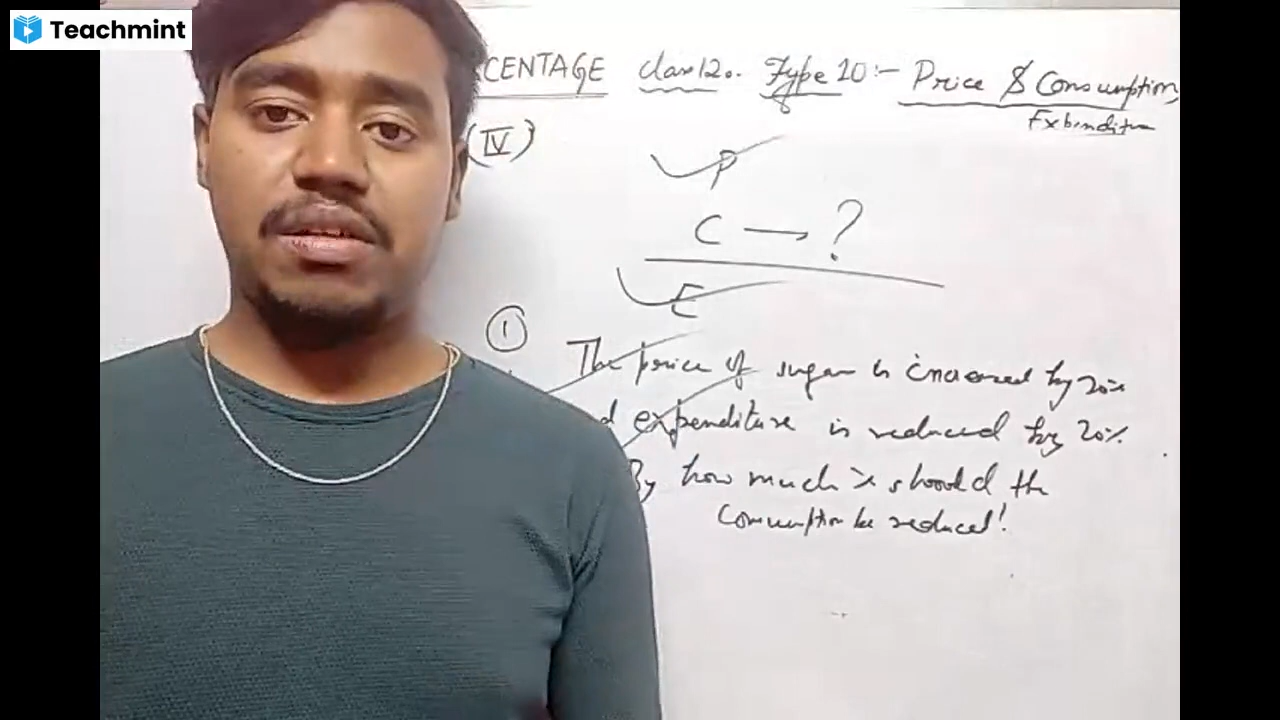 Teachmint
CENTAGE Class 12. Type 10:- Price & Consumption,
Expenditure
(IV)
P
C → ?
E
1
The price of sugar is increased by 20%
d expenditure is reduced by 20%.
By how much % should the
Consumption be reduced!